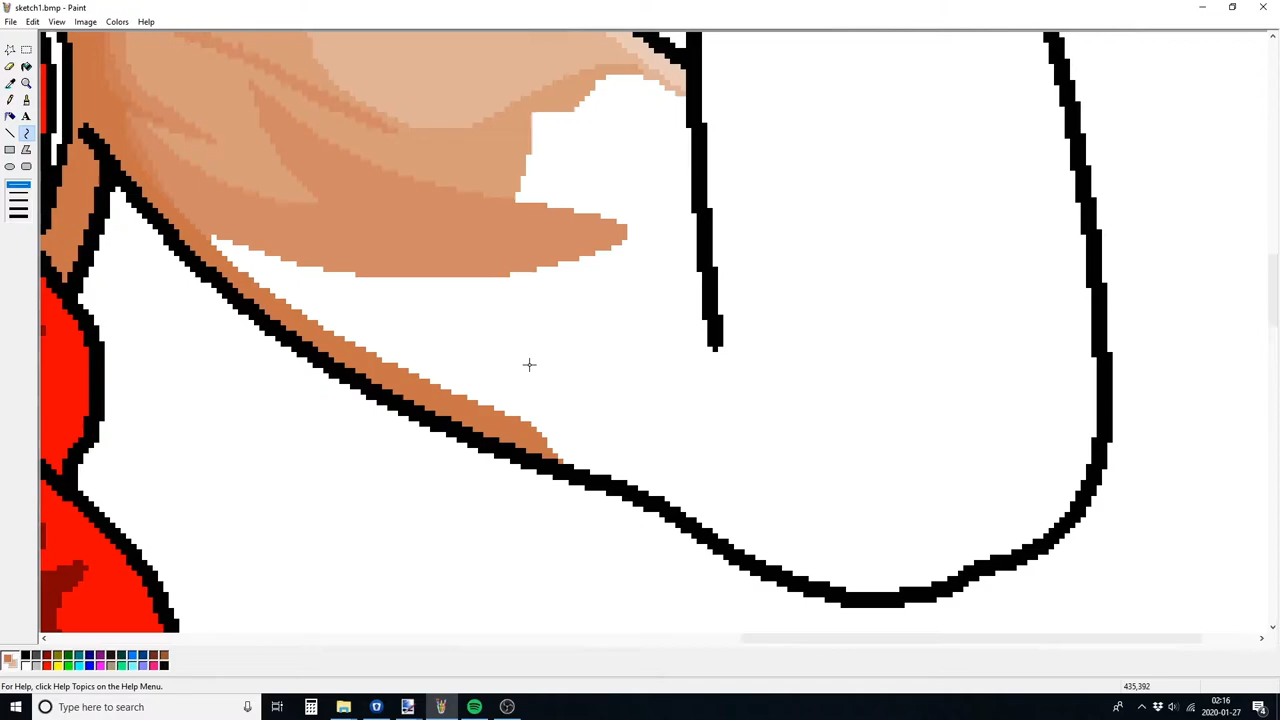 sketch1.bmp - Paint
File Edit View Image Colors Help
A
For Help, click Help Topics on the Help Menu.
435,392
Type here to search
02:16
2020-01-27
4